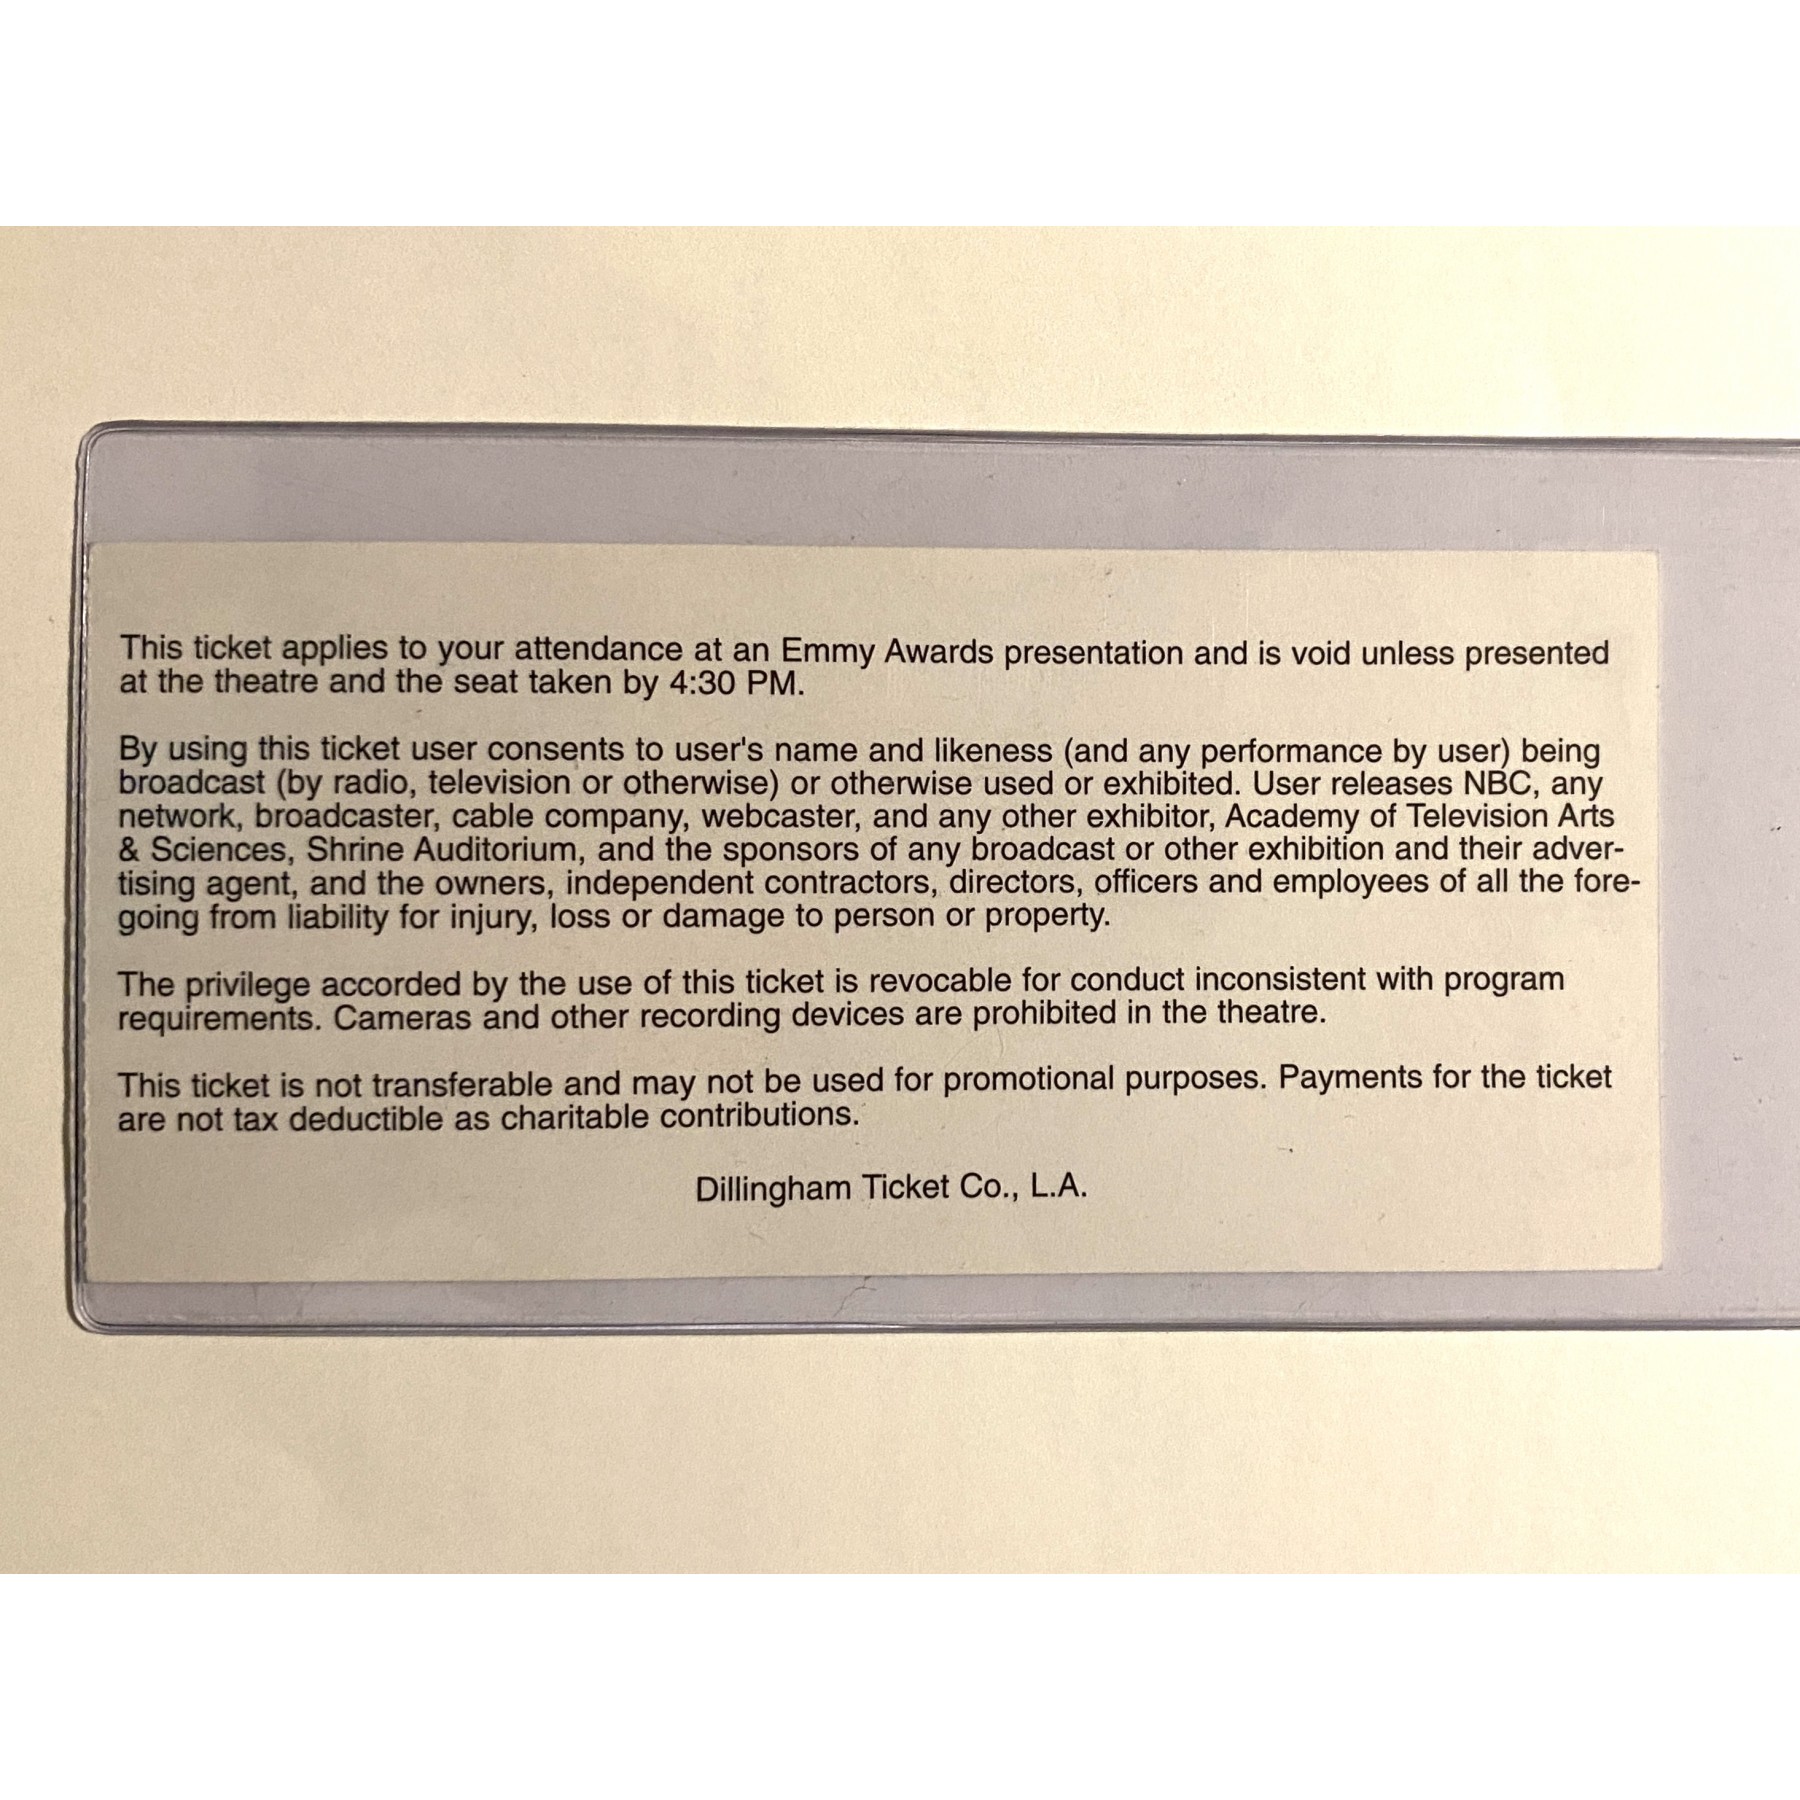 This ticket applies to your attendance at an Emmy Awards presentation and is void unless presented
at the theatre and the seat taken by 4:30 PM.
By using this ticket user consents to user's name and likeness (and any performance by user) being
broadcast (by radio, television or otherwise) or otherwise used or exhibited. User releases NBC, any
network, broadcaster, cable company, webcaster, and any other exhibitor, Academy of Television Arts
& Sciences, Shrine Auditorium, and the sponsors of any broadcast or other exhibition and their adver-
tising agent, and the owners, independent contractors, directors, officers and employees of all the fore-
going from liability for injury, loss or damage to person or property.
The privilege accorded by the use of this ticket is revocable for conduct inconsistent with program
requirements. Cameras and other recording devices are prohibited in the theatre.
This ticket is not transferable and may not be used for promotional purposes. Payments for the ticket
are not tax deductible as charitable contributions.
Dillingham Ticket Co., L.A.